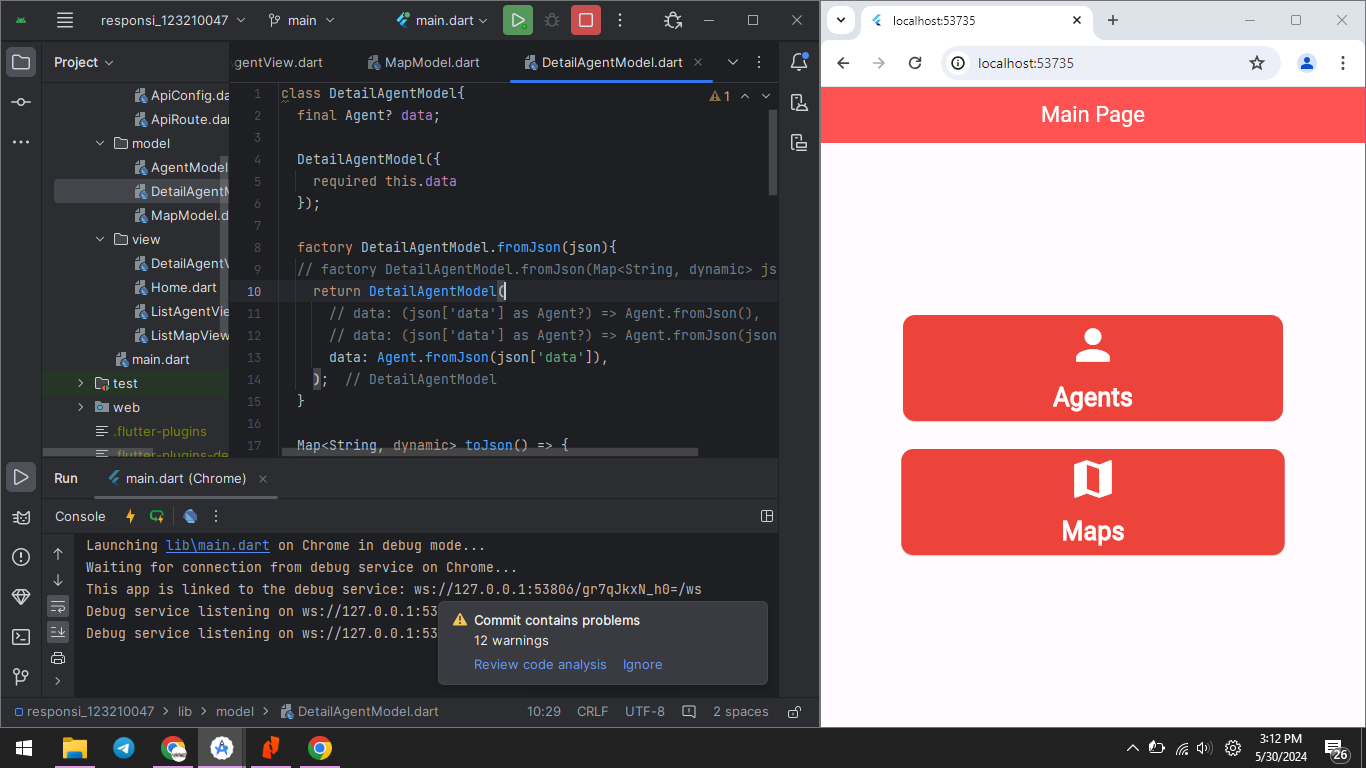 responsi_123210047
main
main.dart
Project
gentView.dart
MapModel.dart
DetailAgentModel.dart
ApiConfig.da
ApiRoute.dar
model
AgentModel
DetailAgentM
MapModel.d
view
DetailAgentV
Home.dart
ListAgentVie
ListMapView
main.dart
test
web
.flutter-plugins
.flutter-plugins-de
1 class DetailAgentModel{
2 final Agent? data;
3
4 DetailAgentModel({
5 required this.data
6 });
7
8 factory DetailAgentModel.fromJson(json){
9 // factory DetailAgentModel.fromJson(Map<String, dynamic> js
10 return DetailAgentModel(
11 // data: (json['data'] as Agent?) => Agent.fromJson(),
12 // data: (json['data'] as Agent?) => Agent.fromJson(json
13 data: Agent.fromJson(json['data']),
14 ); // DetailAgentModel
15 }
16
17 Map<String, dynamic> toJson() => {
1
Run
main.dart (Chrome)
Console
Launching lib\main.dart on Chrome in debug mode...
Waiting for connection from debug service on Chrome...
This app is linked to the debug service: ws://127.0.0.1:53806/gr7qJkxN_h0=/ws
Debug service listening on ws://127.0.0.1:53
Debug service listening on ws://127.0.0.1:53
Commit contains problems
12 warnings
Review code analysis Ignore
responsi_123210047 > lib > model > DetailAgentModel.dart
10:29 CRLF UTF-8 2 spaces
localhost:53735
localhost:53735
Main Page
Agents
Maps
3:12 PM
5/30/2024
26